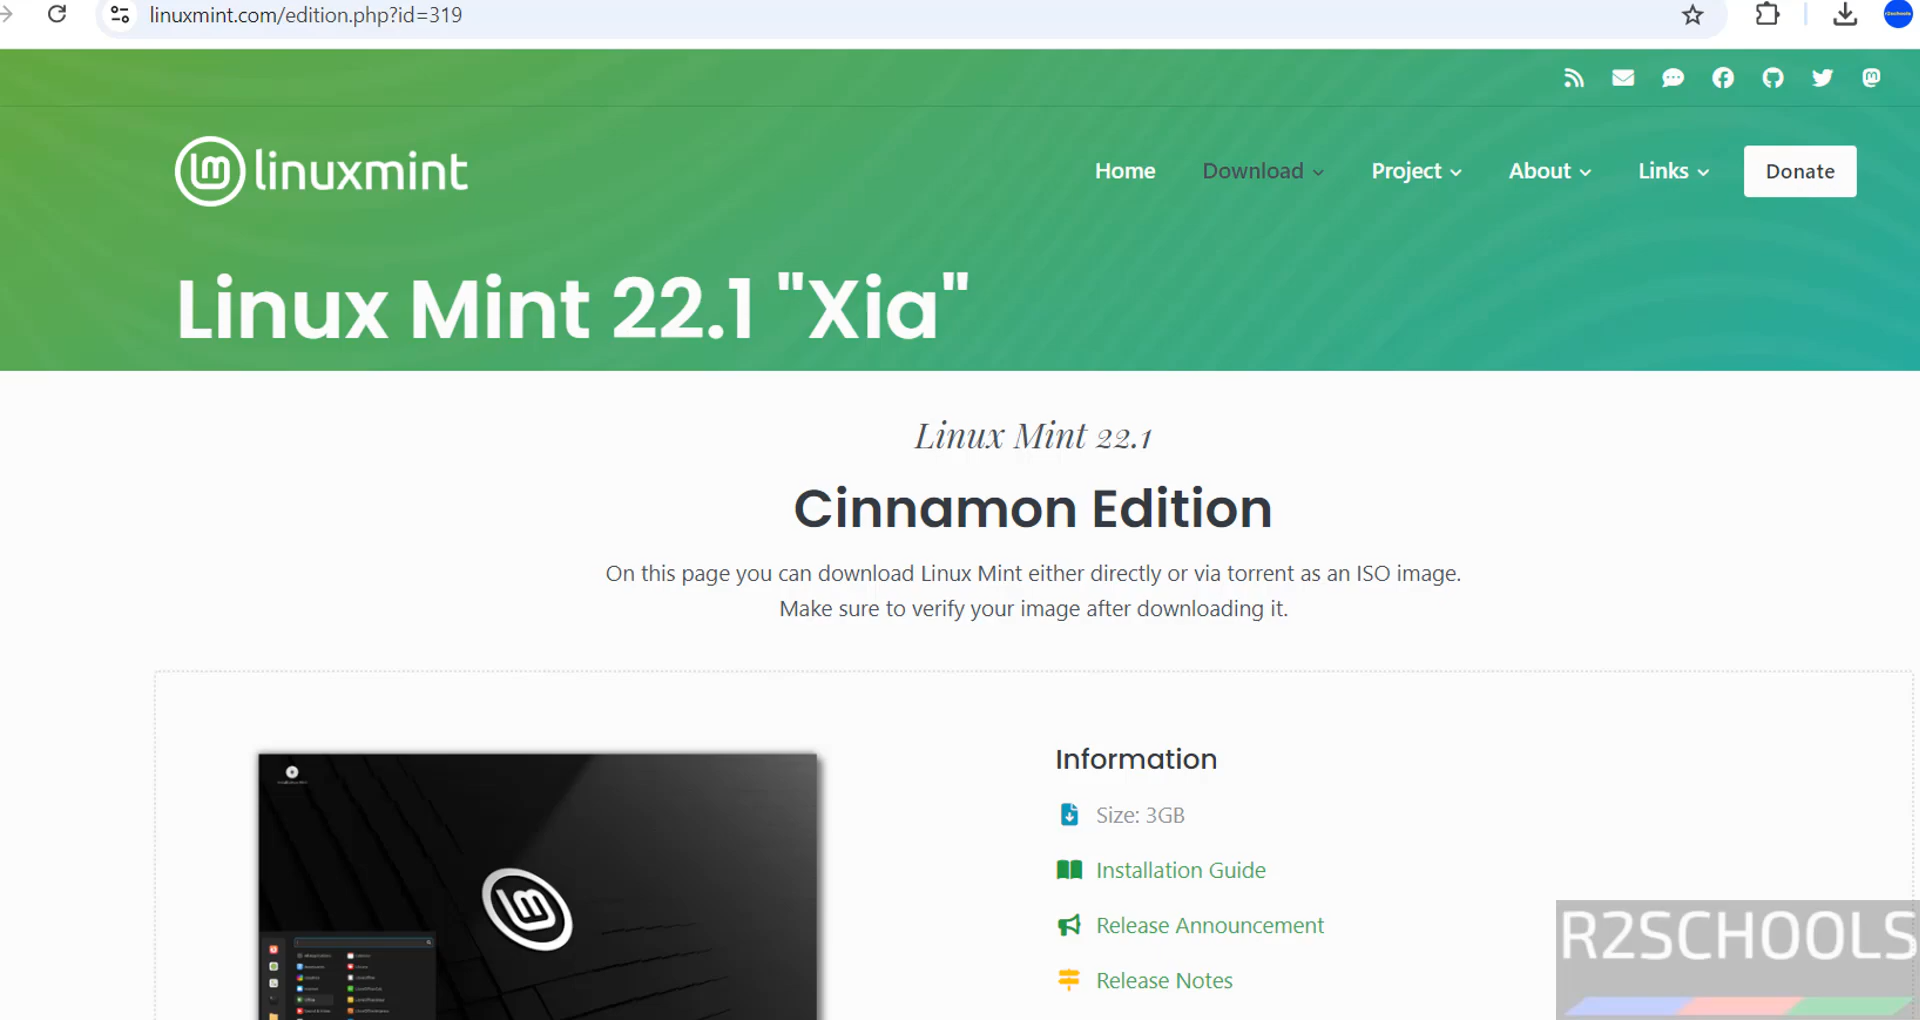 linuxmint.com/edition.php?id=319
linuxmint
Home Download Project About Links Donate
Linux Mint 22.1 "Xia"
Linux Mint 22.1
Cinnamon Edition
On this page you can download Linux Mint either directly or via torrent as an ISO image.
Make sure to verify your image after downloading it.
Information
Size: 3GB
Installation Guide
Release Announcement
Release Notes
R2SCHOOLS